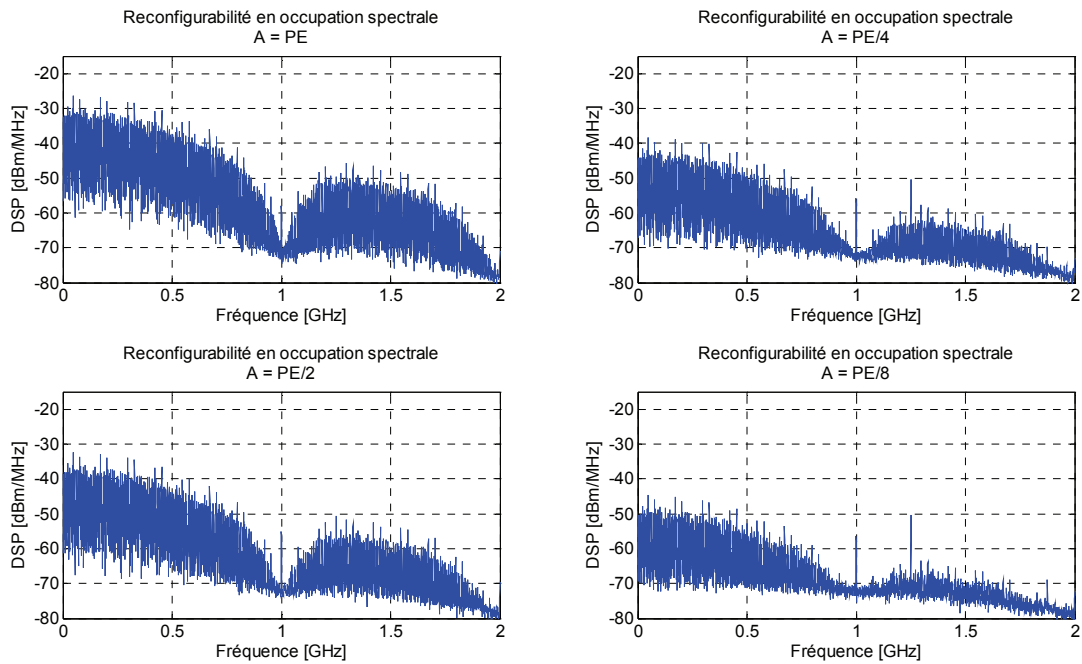 Reconfigurabilité en occupation spectrale
A = PE
-20
-30
-40
-50
-60
-70
-80
DSP [dBm/MHz]
0 0.5 1 1.5 2
Fréquence [GHz]
Reconfigurabilité en occupation spectrale
A = PE/4
-20
-30
-40
-50
-60
-70
-80
DSP [dBm/MHz]
0 0.5 1 1.5 2
Fréquence [GHz]
Reconfigurabilité en occupation spectrale
A = PE/2
-20
-30
-40
-50
-60
-70
-80
DSP [dBm/MHz]
0 0.5 1 1.5 2
Fréquence [GHz]
Reconfigurabilité en occupation spectrale
A = PE/8
-20
-30
-40
-50
-60
-70
-80
DSP [dBm/MHz]
0 0.5 1 1.5 2
Fréquence [GHz]